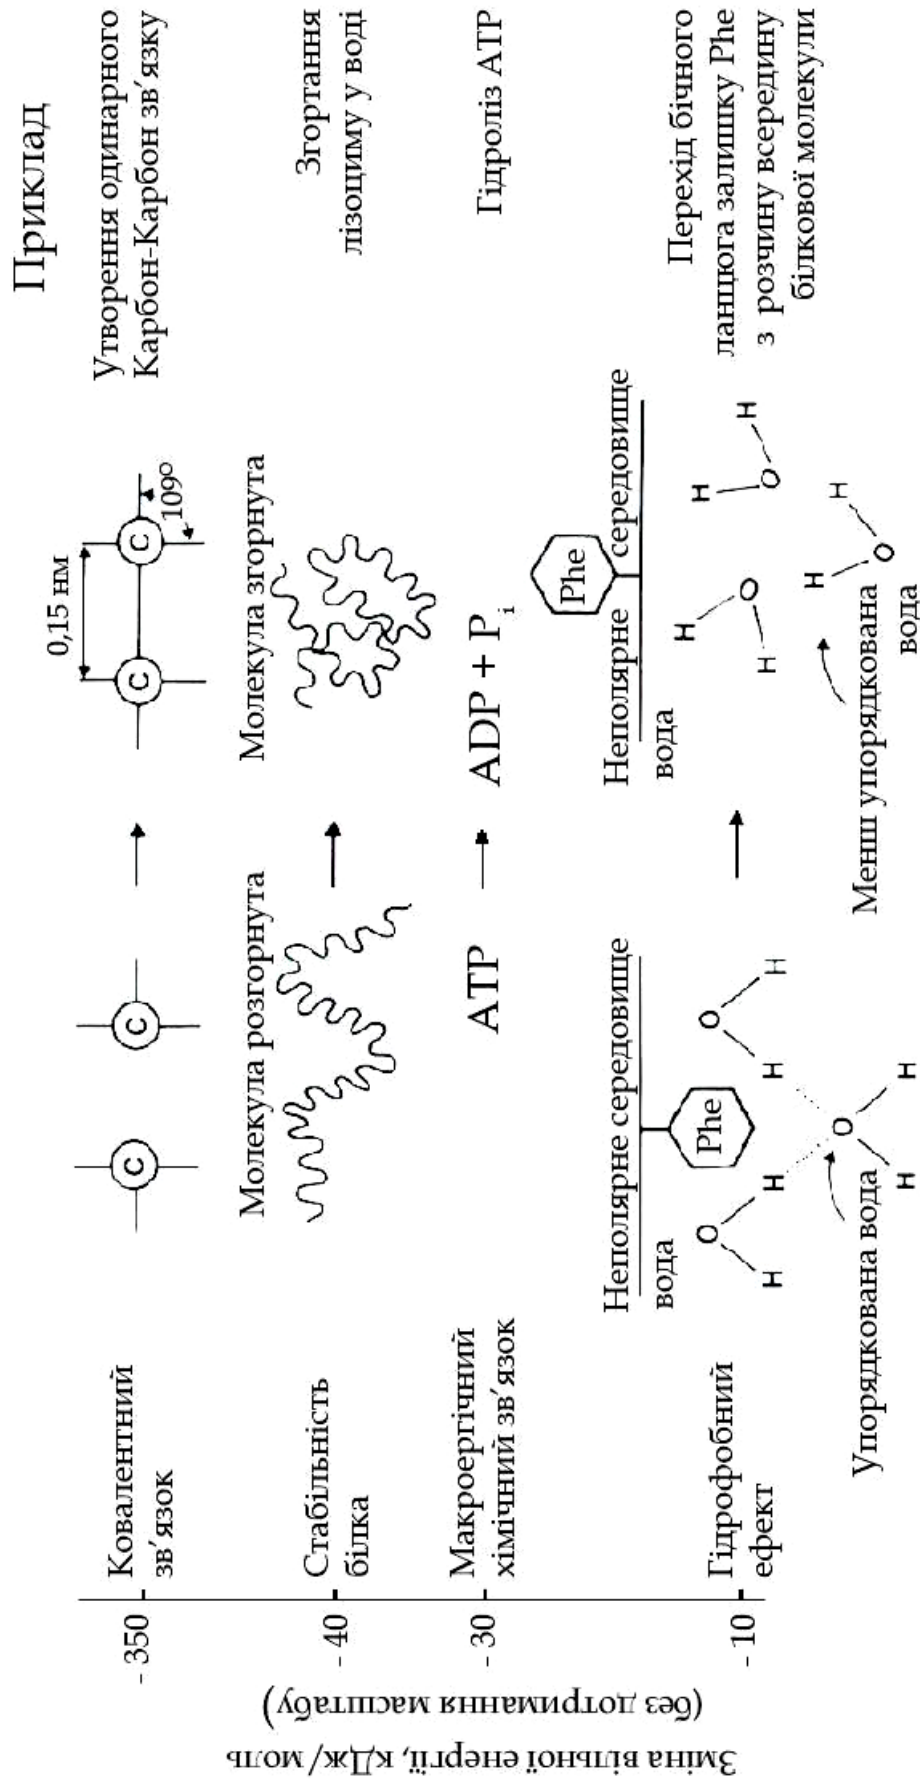 Приклад
Зміна вільної енергії, кДж/моль
(без дотримання масштабу)
- 350
Ковалентний
зв'язок
C
C
0,15 нм
C
C
109°
Утворення одинарного
Карбон-Карбон зв'язку
- 40
Стабільність
білка
Молекула розгорнута
Молекула згорнута
Згортання
лізоциму у воді
- 30
Макроергічний
хімічний зв'язок
ATP
ADP + Pi
Гідроліз АТР
- 10
Гідрофобний
ефект
Неполярне середовище
вода
Phe
O
H
H
O
H
H
O
H
H
Упорядкована вода
Неполярне середовище
вода
Phe
H
O
H
H
O
H
H
O
H
Менш упорядкована
вода
Перехід бічного
ланцюга залишку Phe
з розчину всередину
білкової молекули